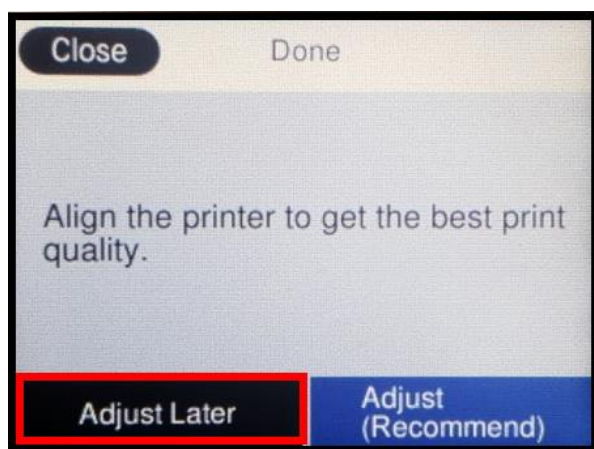 Close
Done
Align the printer to get the best print
quality.
Adjust Later
Adjust
(Recommend)